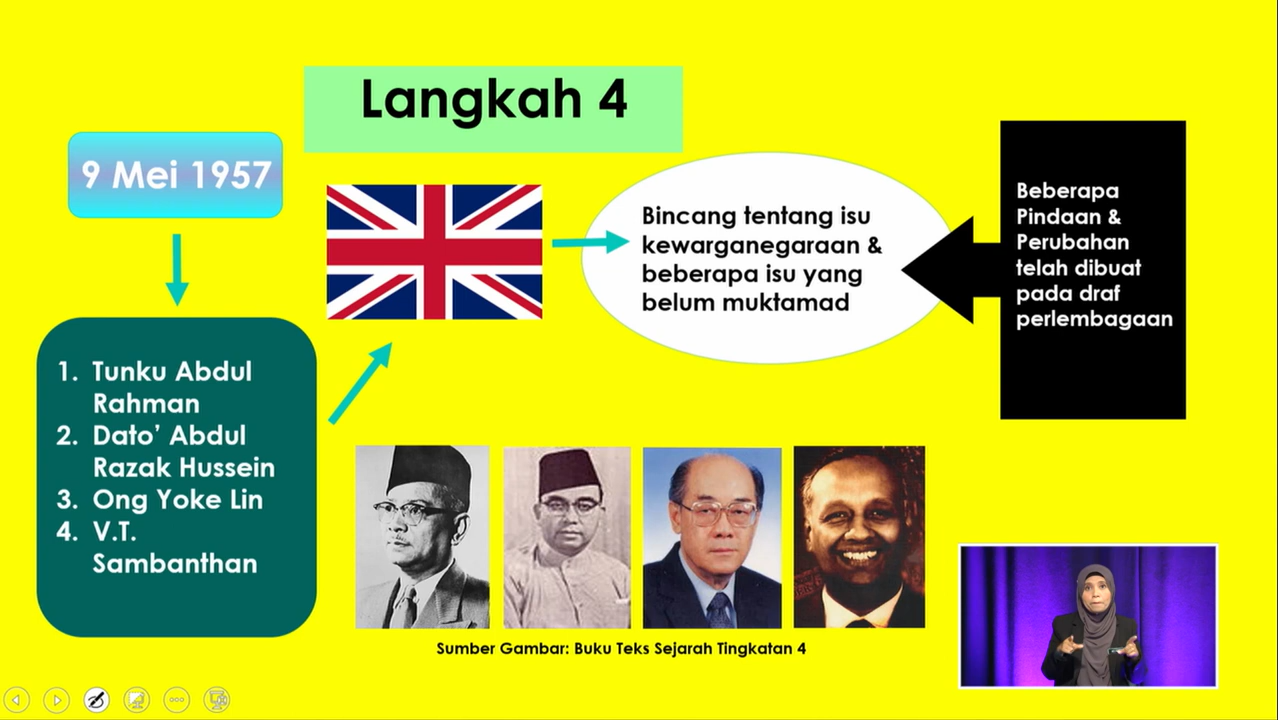 Langkah 4
9 Mei 1957
1. Tunku Abdul
Rahman
2. Dato’ Abdul
Razak Hussein
3. Ong Yoke Lin
4. V.T.
Sambanthan
Bincang tentang isu
kewarganegaraan &
beberapa isu yang
belum muktamad
Beberapa
Pindaan &
Perubahan
telah dibuat
pada draf
perlembagaan
Sumber Gambar: Buku Teks Sejarah Tingkatan 4